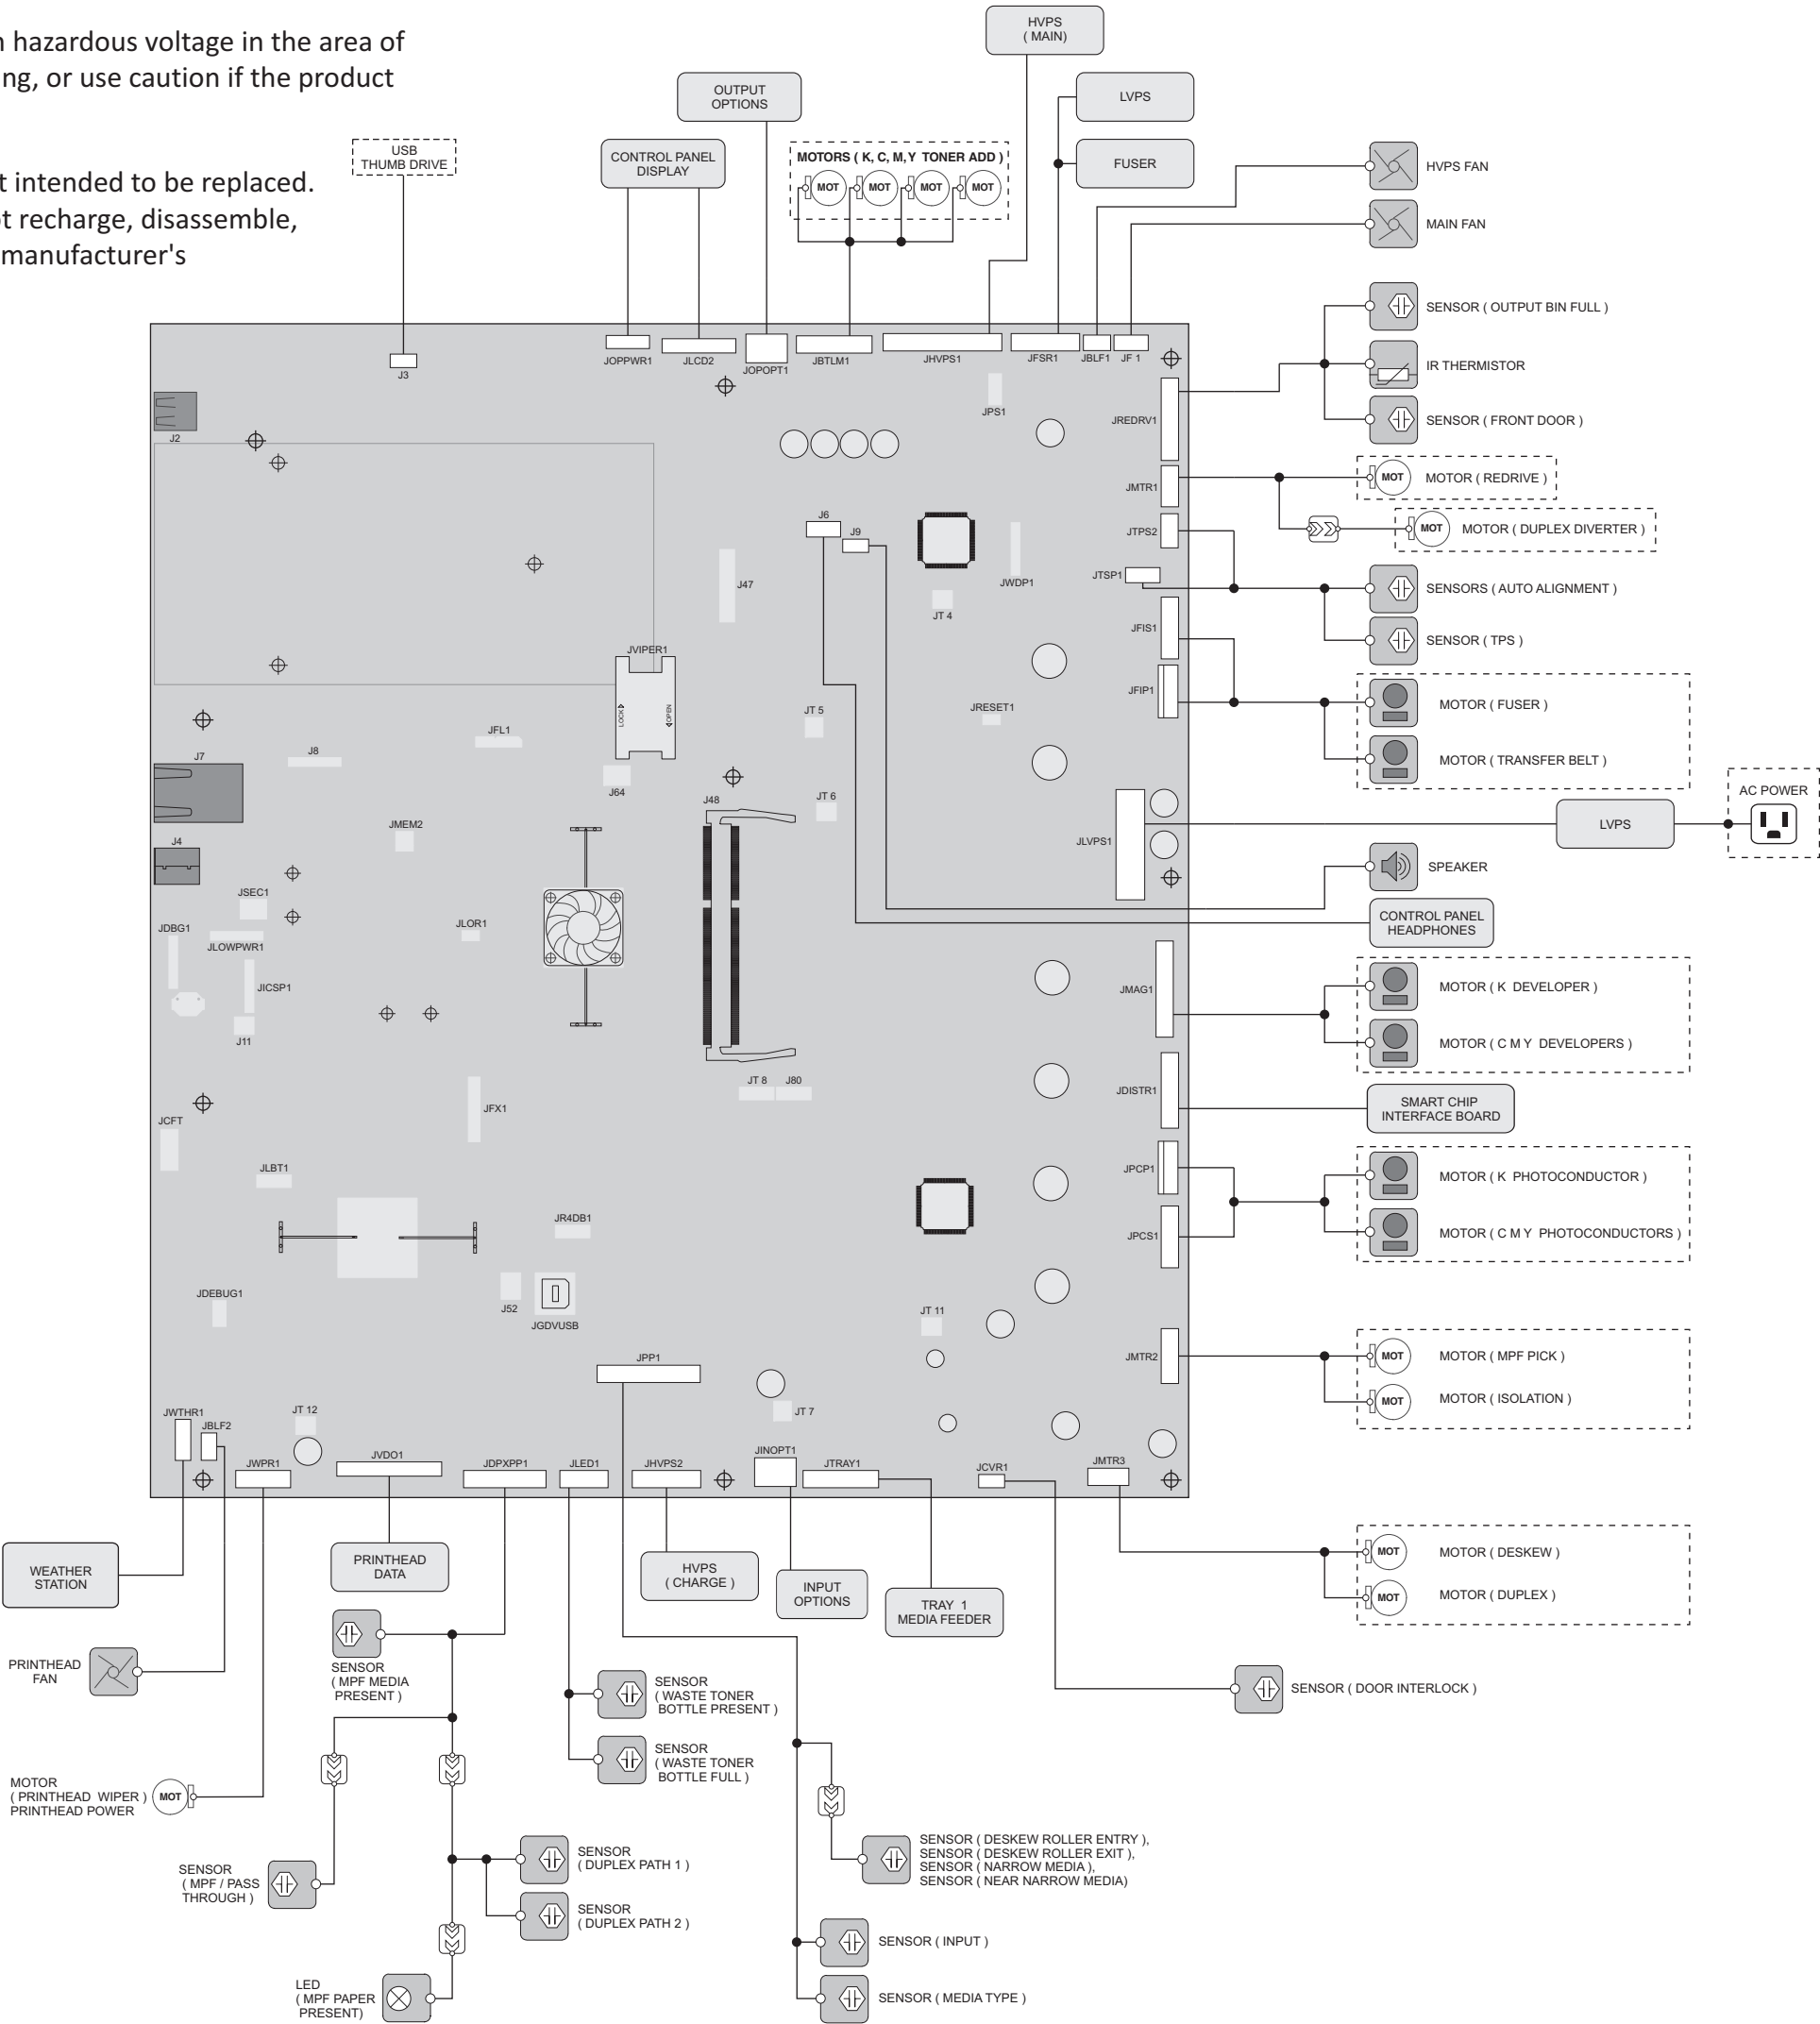 n hazardous voltage in the area of
ng, or use caution if the product
t intended to be replaced.
ot recharge, disassemble,
manufacturer's
HVPS
( MAIN)
OUTPUT
OPTIONS
LVPS
USB
THUMB DRIVE
CONTROL PANEL
DISPLAY
MOTORS ( K, C, M, Y TONER ADD )
MOT
MOT
MOT
MOT
FUSER
HVPS FAN
MAIN FAN
SENSOR ( OUTPUT BIN FULL )
IR THERMISTOR
SENSOR ( FRONT DOOR )
J3
JOPPWR1
JLCD2
JOPOPT1
JBTLM1
JHVPS1
JFSR1
JBLF1
JF 1
J2
JPS1
JREDRV1
MOT
MOTOR ( REDRIVE )
JMTR1
MOT
MOTOR ( DUPLEX DIVERTER )
J6
J9
JTPS2
J47
JWDP1
JTSP1
JT 4
SENSORS ( AUTO ALIGNMENT )
SENSOR ( TPS )
JFIS1
JVIPER1
LOCK
OPEN
JFIP1
MOTOR ( FUSER )
MOTOR ( TRANSFER BELT )
JT 5
JRESET1
JFL1
J8
J7
J64
J48
JT 6
AC POWER
LVPS
JLVPS1
JMEM2
J4
SPEAKER
CONTROL PANEL
HEADPHONES
JSEC1
JDBG1
JLOWPWR1
JLOR1
JICSP1
J11
JMAG1
MOTOR ( K DEVELOPER )
MOTOR ( C M Y DEVELOPERS )
JT 8
J80
JDISTR1
SMART CHIP
INTERFACE BOARD
JFX1
JCFT
JLBT1
JPCP1
MOTOR ( K PHOTOCONDUCTOR )
JR4DB1
JPCS1
MOTOR ( C M Y PHOTOCONDUCTORS )
JDEBUG1
J52
JGDVUSB
JT 11
JPP1
JMTR2
MOT
MOTOR ( MPF PICK )
MOT
MOTOR ( ISOLATION )
JWTHR1
JBLF2
JT 12
JT 7
JWPR1
JVDO1
JDPXPP1
JLED1
JHVPS2
JINOPT1
JTRAY1
JCVR1
JMTR3
WEATHER
STATION
PRINTHEAD
DATA
HVPS
( CHARGE )
INPUT
OPTIONS
TRAY 1
MEDIA FEEDER
MOT
MOTOR ( DESKEW )
MOT
MOTOR ( DUPLEX )
PRINTHEAD
FAN
SENSOR
( MPF MEDIA
PRESENT )
SENSOR
( WASTE TONER
BOTTLE PRESENT )
SENSOR ( DOOR INTERLOCK )
SENSOR
( WASTE TONER
BOTTLE FULL )
MOTOR
( PRINTHEAD WIPER )
PRINTHEAD POWER
MOT
SENSOR ( DESKEW ROLLER ENTRY ),
SENSOR ( DESKEW ROLLER EXIT ),
SENSOR ( NARROW MEDIA ),
SENSOR ( NEAR NARROW MEDIA)
SENSOR
( MPF / PASS
THROUGH )
SENSOR
( DUPLEX PATH 1 )
SENSOR
( DUPLEX PATH 2 )
SENSOR ( INPUT )
LED
( MPF PAPER
PRESENT)
SENSOR ( MEDIA TYPE )